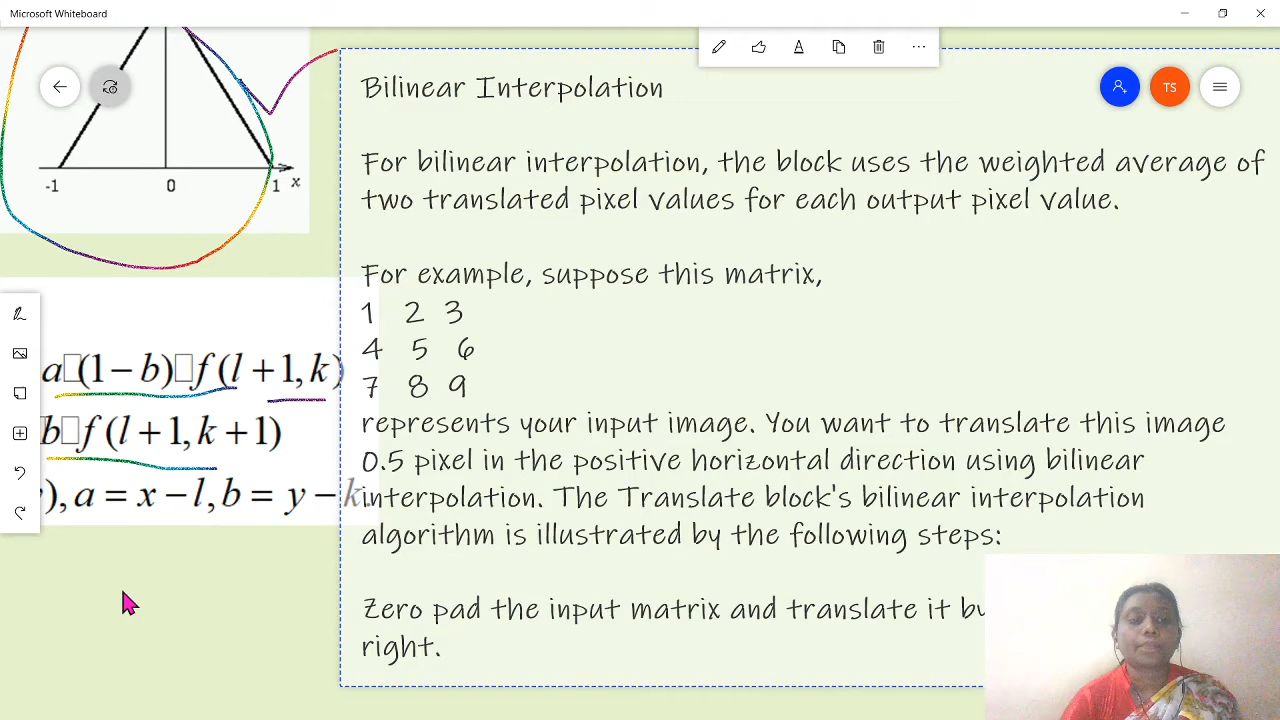 Microsoft Whiteboard
TS
-1 0 1 x
a (1 − b) f(l + 1, k)
b f(l + 1, k + 1)
), a = x − l, b = y − k.
Bilinear Interpolation
For bilinear interpolation, the block uses the weighted average of
two translated pixel values for each output pixel value.
For example, suppose this matrix,
1 2 3
4 5 6
7 8 9
represents your input image. You want to translate this image
0.5 pixel in the positive horizontal direction using bilinear
interpolation. The Translate block's bilinear interpolation
algorithm is illustrated by the following steps:
Zero pad the input matrix and translate it
right.